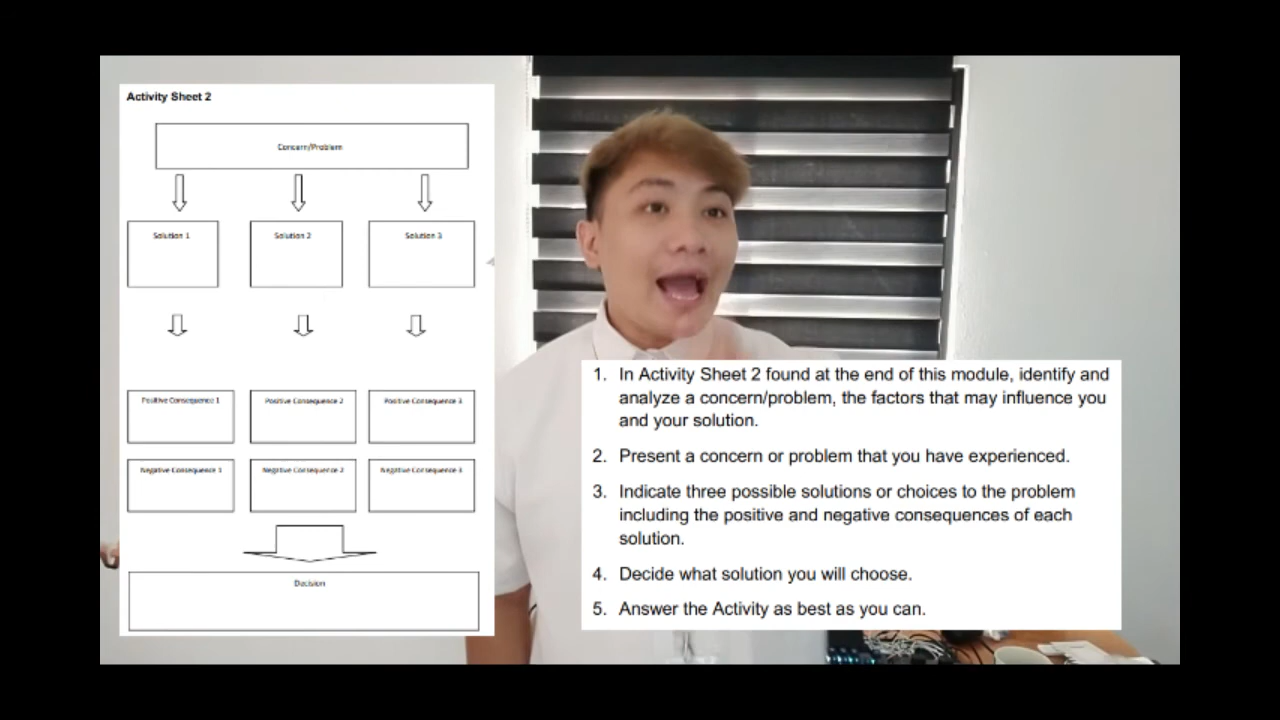 Activity Sheet 2
Concern/Problem
Solution 1
Solution 2
Solution 3
Positive Consequence 1
Positive Consequence 2
Positive Consequence 3
Negative Consequence 1
Negative Consequence 2
Negative Consequence 3
Decision
1. In Activity Sheet 2 found at the end of this module, identify and
analyze a concern/problem, the factors that may influence you
and your solution.
2. Present a concern or problem that you have experienced.
3. Indicate three possible solutions or choices to the problem
including the positive and negative consequences of each
solution.
4. Decide what solution you will choose.
5. Answer the Activity as best as you can.